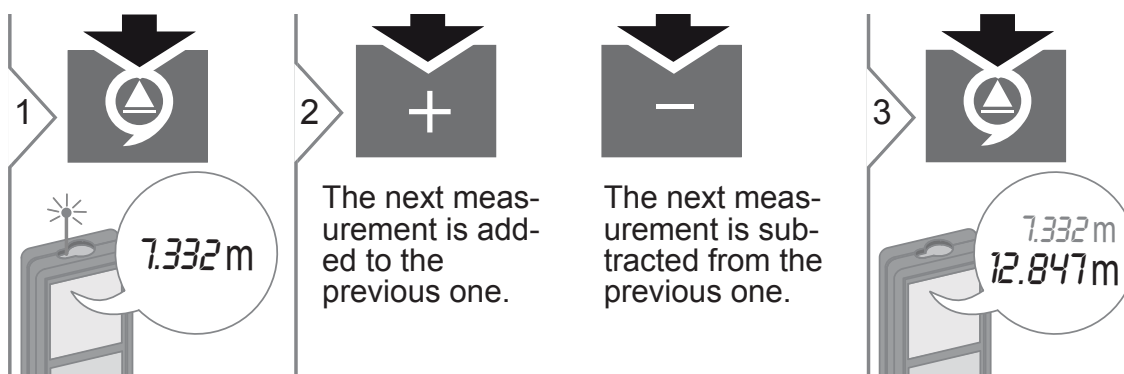 1
7.332 m
2
+
The next meas-
urement is add-
ed to the
previous one.
−
The next meas-
urement is sub-
tracted from the
previous one.
3
7.332 m
12.847 m